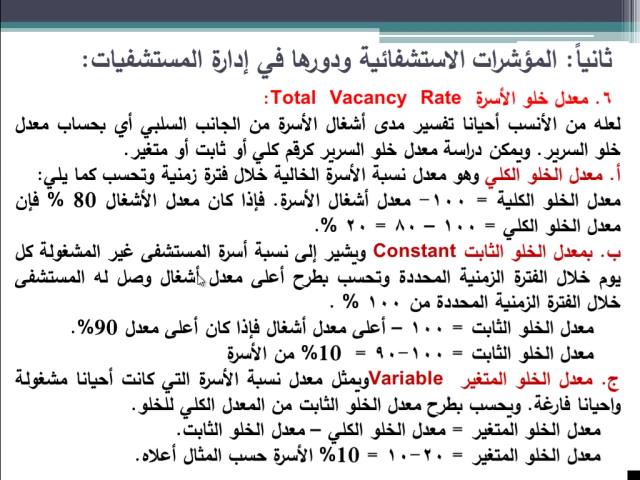 ثانياً: المؤشرات الاستشفائية ودورها في إدارة المستشفيات:
٦. معدل خلو الأسرة Total Vacancy Rate:
لعله من الأنسب أحيانا تفسير مدى أشغال الأسرة من الجانب السلبي أي بحساب معدل
خلو السرير. ويمكن دراسة معدل خلو السرير كرقم كلي أو ثابت أو متغير.
أ. معدل الخلو الكلي وهو معدل نسبة الأسرة الخالية خلال فترة زمنية وتحسب كما يلي:
معدل الخلو الكلية = ١٠٠- معدل أشغال الأسرة. فإذا كان معدل الأشغال 80 % فإن
معدل الخلو الكلي = ١٠٠ – ٨٠ = ٢٠ %.
ب. بمعدل الخلو الثابت Constant ويشير إلى نسبة أسرة المستشفى غير المشغولة كل
يوم خلال الفترة الزمنية المحددة وتحسب بطرح أعلى معدل أشغال وصل له المستشفى
خلال الفترة الزمنية المحددة من ١٠٠ % .
معدل الخلو الثابت = ١٠٠ – أعلى معدل أشغال فإذا كان أعلى معدل 90%.
معدل الخلو الثابت = ١٠٠-٩٠ = 10% من الأسرة
ج. معدل الخلو المتغير Variable ويمثل معدل نسبة الأسرة التي كانت أحيانا مشغولة
واحيانا فارغة. ويحسب بطرح معدل الخلو الثابت من المعدل الكلي للخلو.
معدل الخلو المتغير = معدل الخلو الكلي – معدل الخلو الثابت.
معدل الخلو المتغير = ٢٠-١٠ = 10% الأسرة حسب المثال أعلاه.